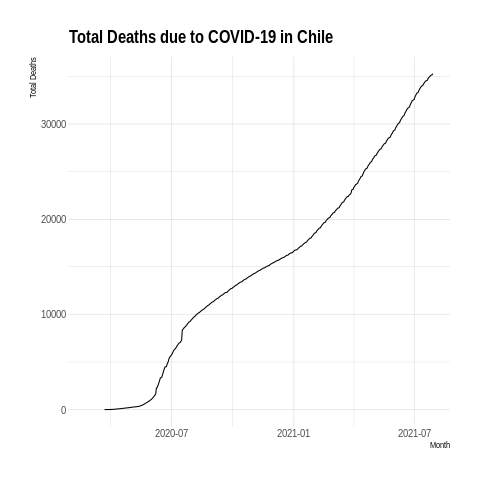 Total Deaths due to COVID-19 in Chile
Total Deaths
30000
20000
10000
0
2020-07 2021-01 2021-07
Month